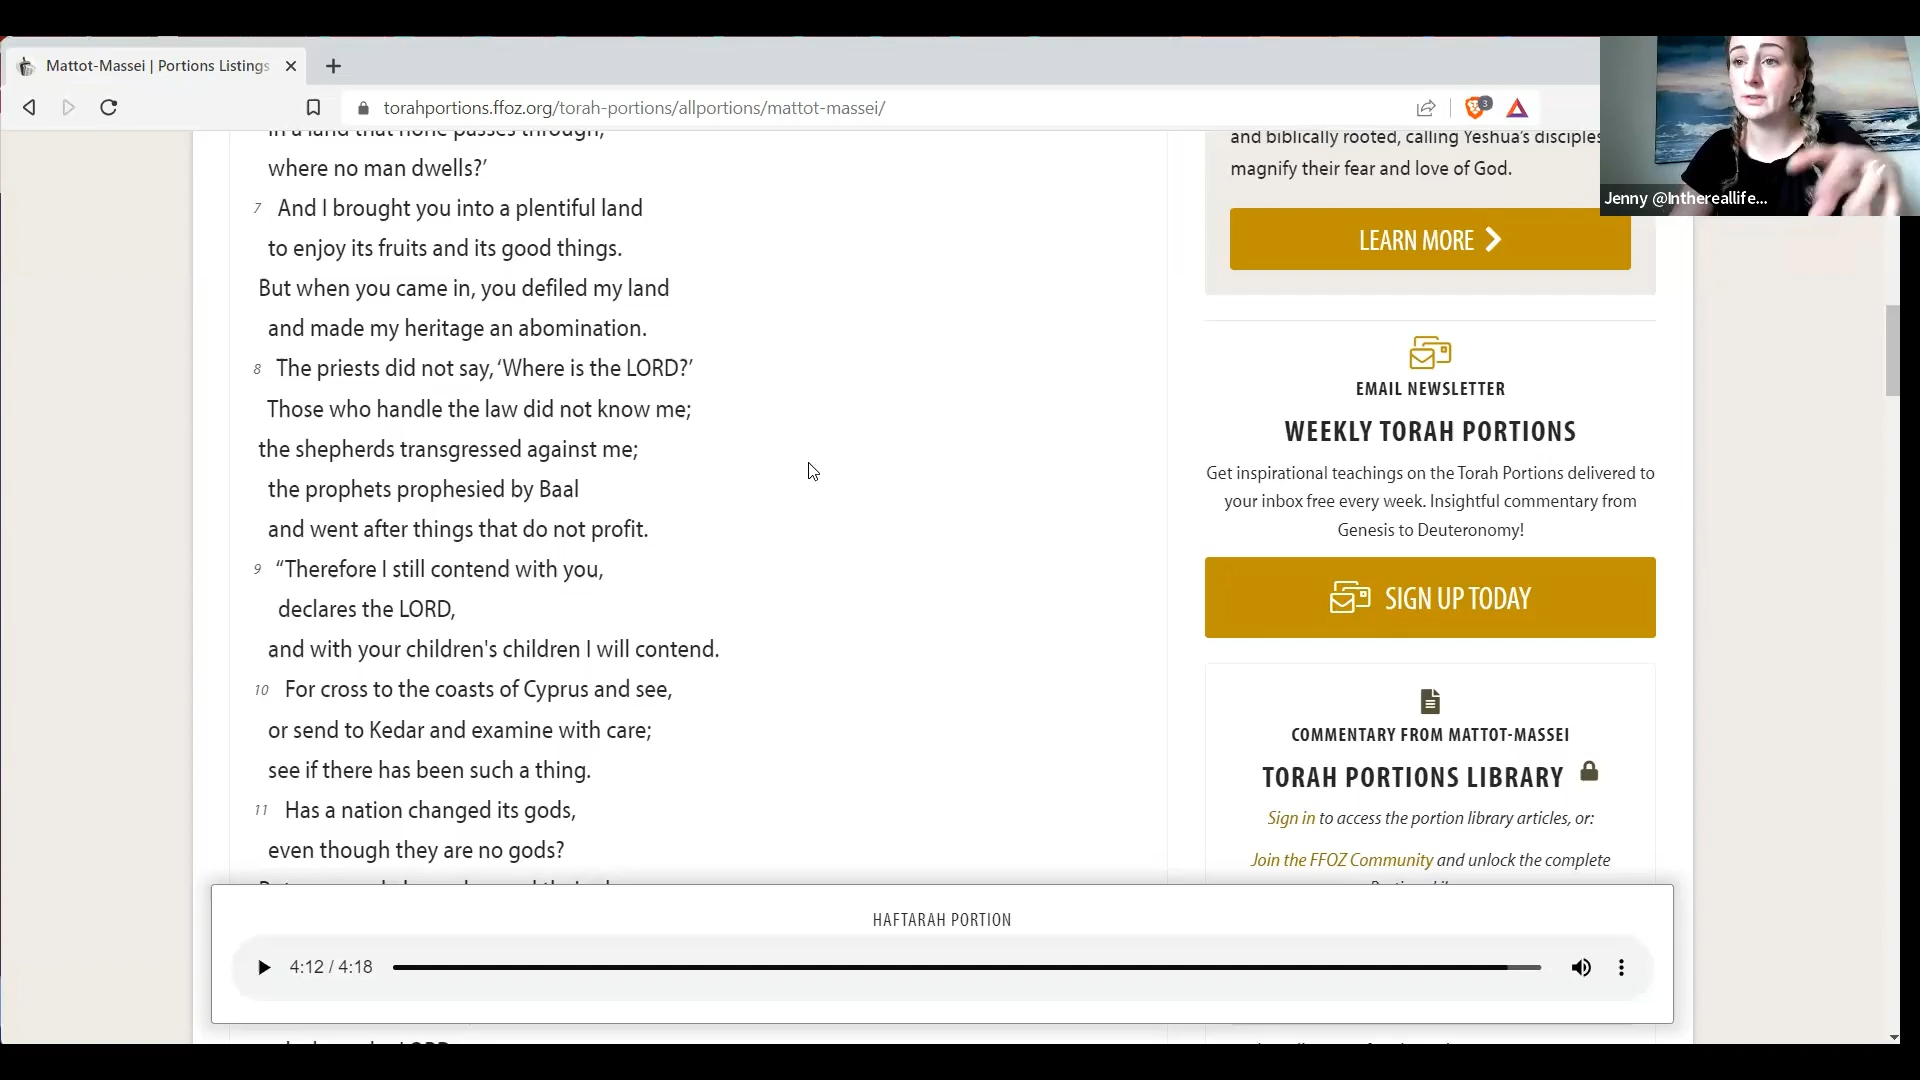 Mattot-Massei | Portions Listings
torahportions.ffoz.org/torah-portions/allportions/mattot-massei/
3
in a land that none passes through,
where no man dwells?’
7 And I brought you into a plentiful land
to enjoy its fruits and its good things.
But when you came in, you defiled my land
and made my heritage an abomination.
8 The priests did not say, ‘Where is the LORD?’
Those who handle the law did not know me;
the shepherds transgressed against me;
the prophets prophesied by Baal
and went after things that do not profit.
9 “Therefore I still contend with you,
declares the LORD,
and with your children's children I will contend.
10 For cross to the coasts of Cyprus and see,
or send to Kedar and examine with care;
see if there has been such a thing.
11 Has a nation changed its gods,
even though they are no gods?
and biblically rooted, calling Yeshua’s disciples
magnify their fear and love of God.
LEARN MORE
EMAIL NEWSLETTER
WEEKLY TORAH PORTIONS
Get inspirational teachings on the Torah Portions delivered to
your inbox free every week. Insightful commentary from
Genesis to Deuteronomy!
SIGN UP TODAY
COMMENTARY FROM MATTOT-MASSEI
TORAH PORTIONS LIBRARY
Sign in to access the portion library articles, or:
Join the FFOZ Community and unlock the complete
HAFTARAH PORTION
4:12 / 4:18
Jenny @Inthereallife...